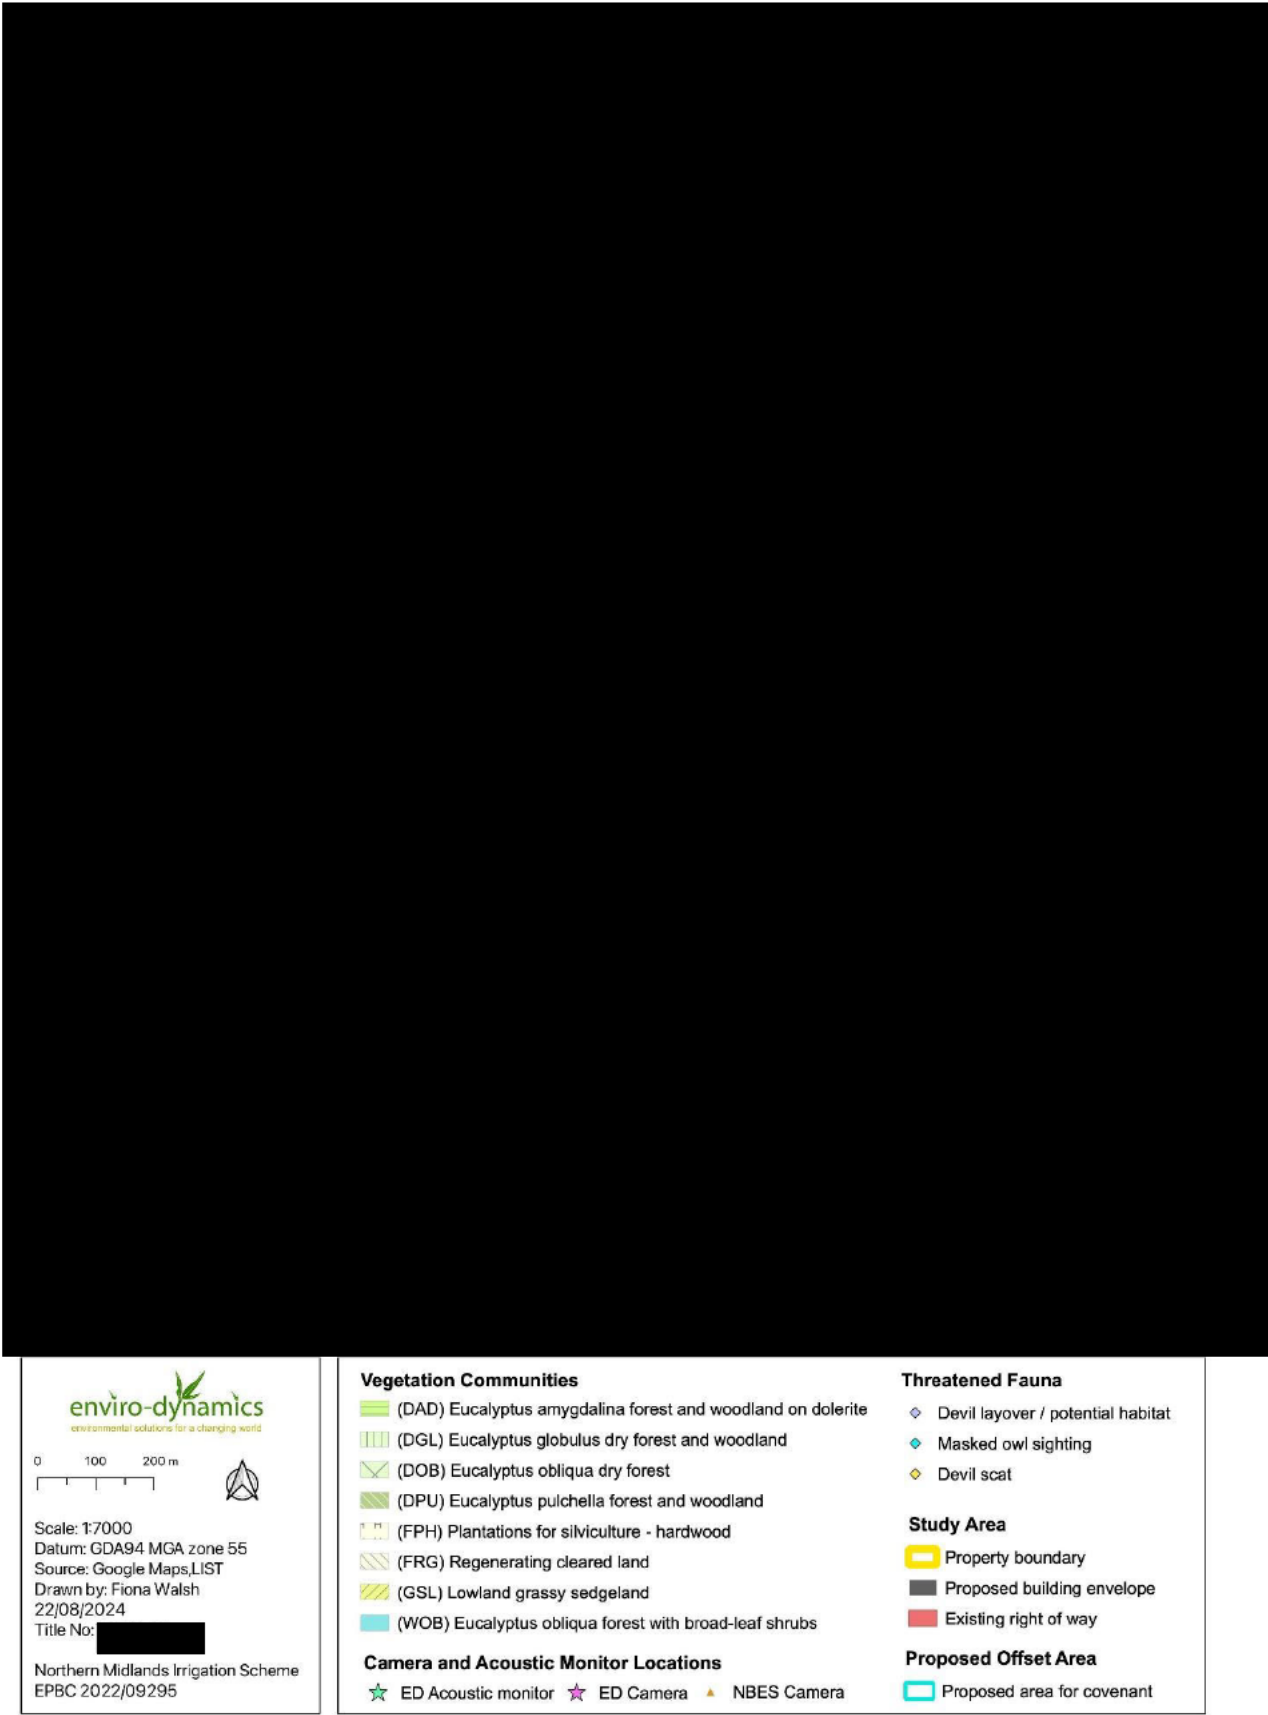 enviro-dynamics
environmental solutions for a changing world
0 100 200 m
Scale: 1:7000
Datum: GDA94 MGA zone 55
Source: Google Maps,LIST
Drawn by: Fiona Walsh
22/08/2024
Title No:
Northern Midlands Irrigation Scheme
EPBC 2022/09295
Vegetation Communities
(DAD) Eucalyptus amygdalina forest and woodland on dolerite
(DGL) Eucalyptus globulus dry forest and woodland
(DOB) Eucalyptus obliqua dry forest
(DPU) Eucalyptus pulchella forest and woodland
(FPH) Plantations for silviculture - hardwood
(FRG) Regenerating cleared land
(GSL) Lowland grassy sedgeland
(WOB) Eucalyptus obliqua forest with broad-leaf shrubs
Camera and Acoustic Monitor Locations
ED Acoustic monitor ED Camera NBES Camera
Threatened Fauna
Devil layover / potential habitat
Masked owl sighting
Devil scat
Study Area
Property boundary
Proposed building envelope
Existing right of way
Proposed Offset Area
Proposed area for covenant